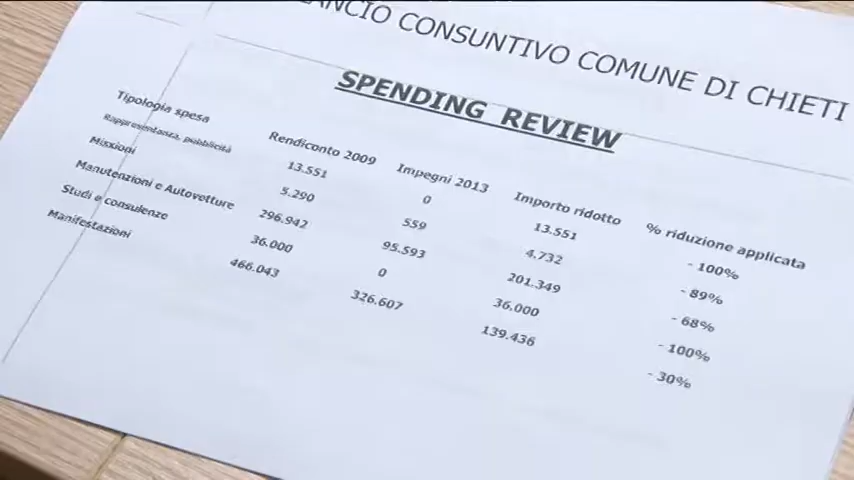 CONSUNTIVO COMUNE DI CHIETI
SPENDING REVIEW
Tipologia spesa Rendiconto 2009 Impegni 2013 Importo ridotto % riduzione applicata
Rappresentanza, pubblicità 13.551 0 13.551 - 100%
Missioni 5.290 559 4.732 - 89%
Manutenzioni e Autovetture 296.942 95.593 201.349 - 68%
Studi e consulenze 36.000 0 36.000 - 100%
Manifestazioni 466.043 326.607 139.436 - 30%